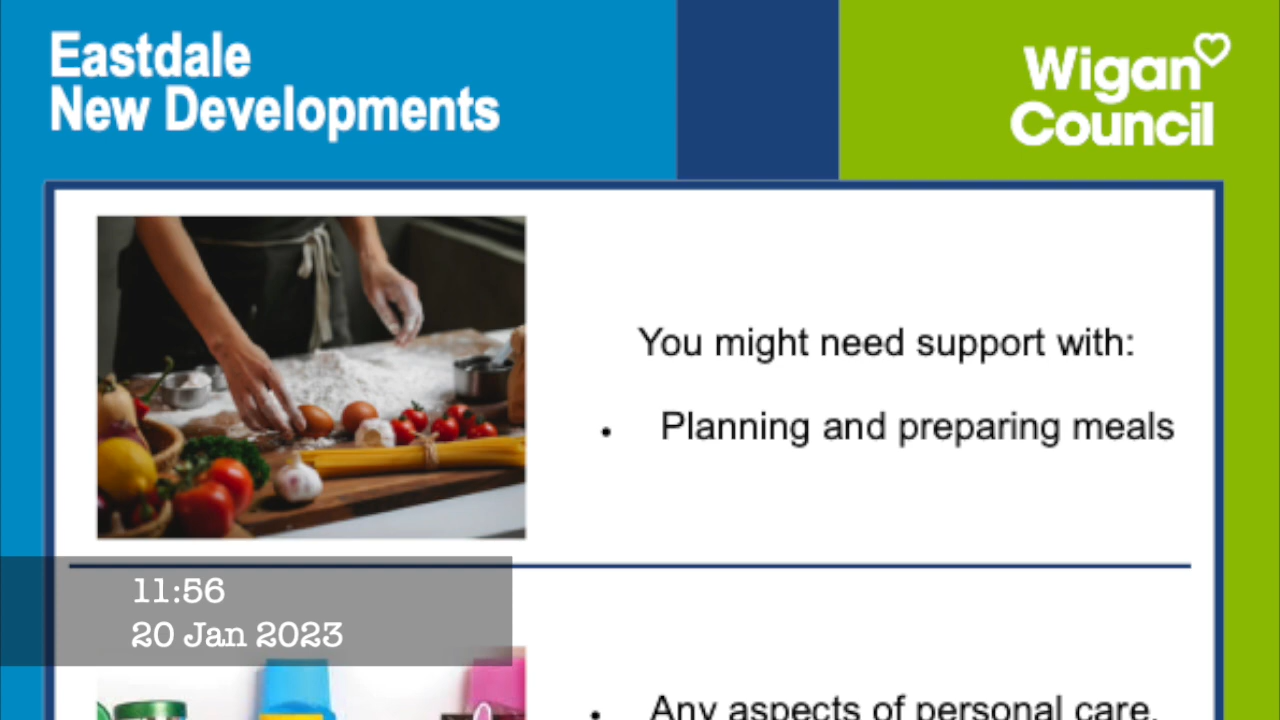 Eastdale
New Developments
Wigan
Council
You might need support with:
• Planning and preparing meals
11:56
20 Jan 2023
• Any aspects of personal care.